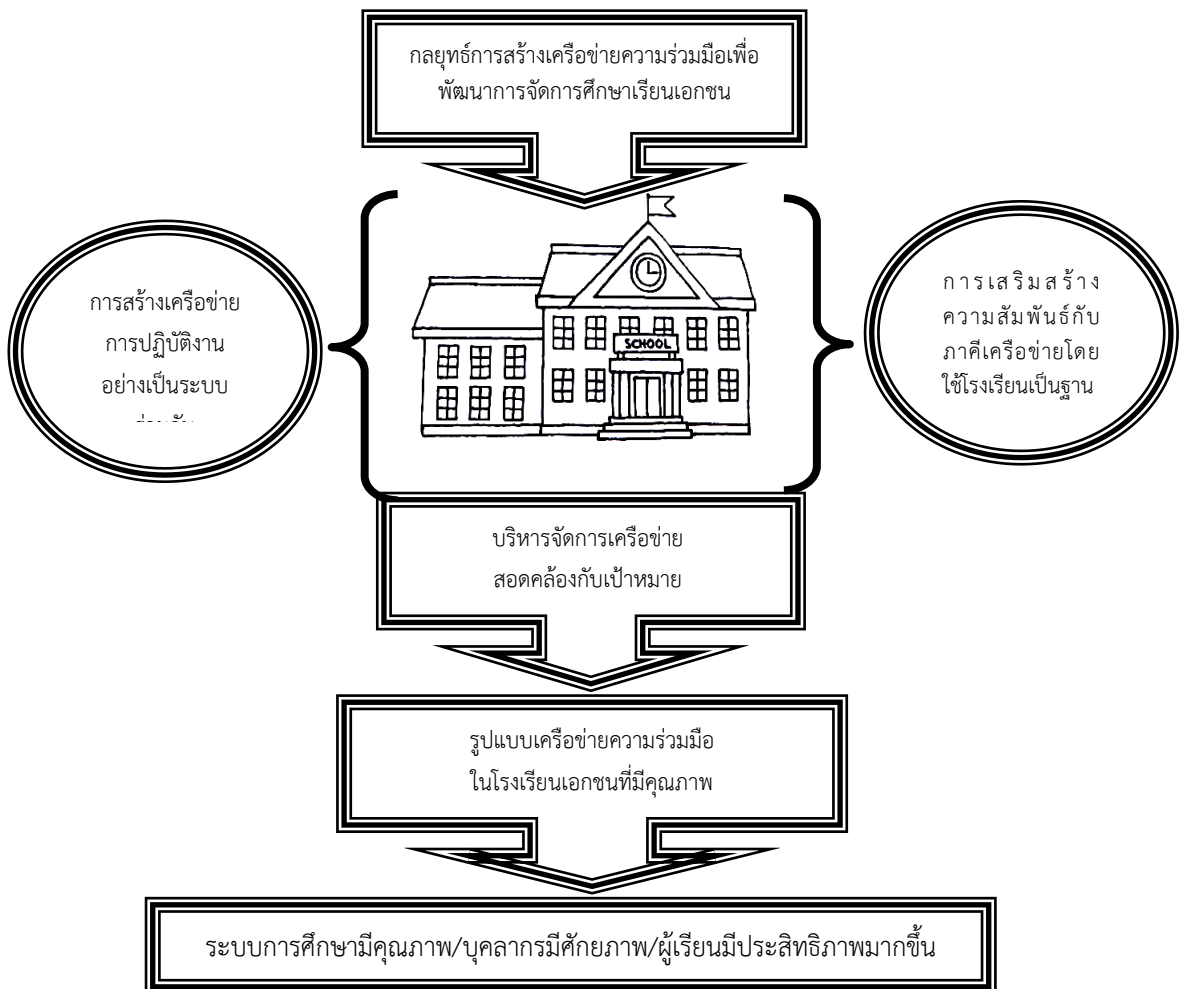 กลยุทธ์การสร้างเครือข่ายความร่วมมือเพื่อ
พัฒนาการจัดการศึกษาเรียนเอกชน
การสร้างเครือข่าย
การปฏิบัติงาน
อย่างเป็นระบบ
SCHOOL
การเสริมสร้าง
ความสัมพันธ์กับ
ภาคีเครือข่ายโดย
ใช้โรงเรียนเป็นฐาน
บริหารจัดการเครือข่าย
สอดคล้องกับเป้าหมาย
รูปแบบเครือข่ายความร่วมมือ
ในโรงเรียนเอกชนที่มีคุณภาพ
ระบบการศึกษามีคุณภาพ/บุคลากรมีศักยภาพ/ผู้เรียนมีประสิทธิภาพมากขึ้น